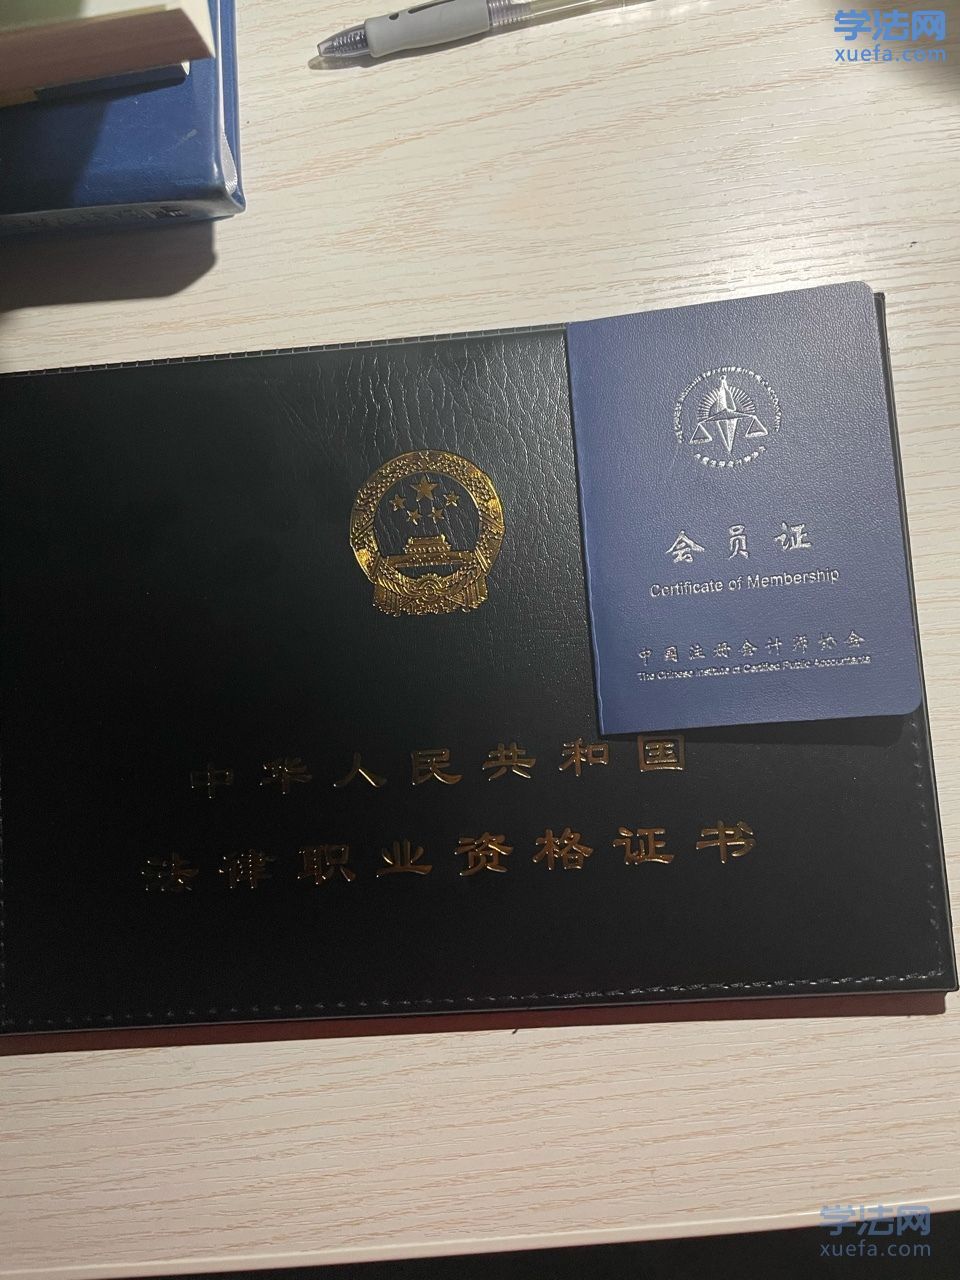 学法网
xuefa.com
会员证
Certificate of Membership
中国注册会计师协会
The Chinese Institute of Certified Public Accountants
中华人民共和国
法律职业资格证书
学法网
xuefa.com